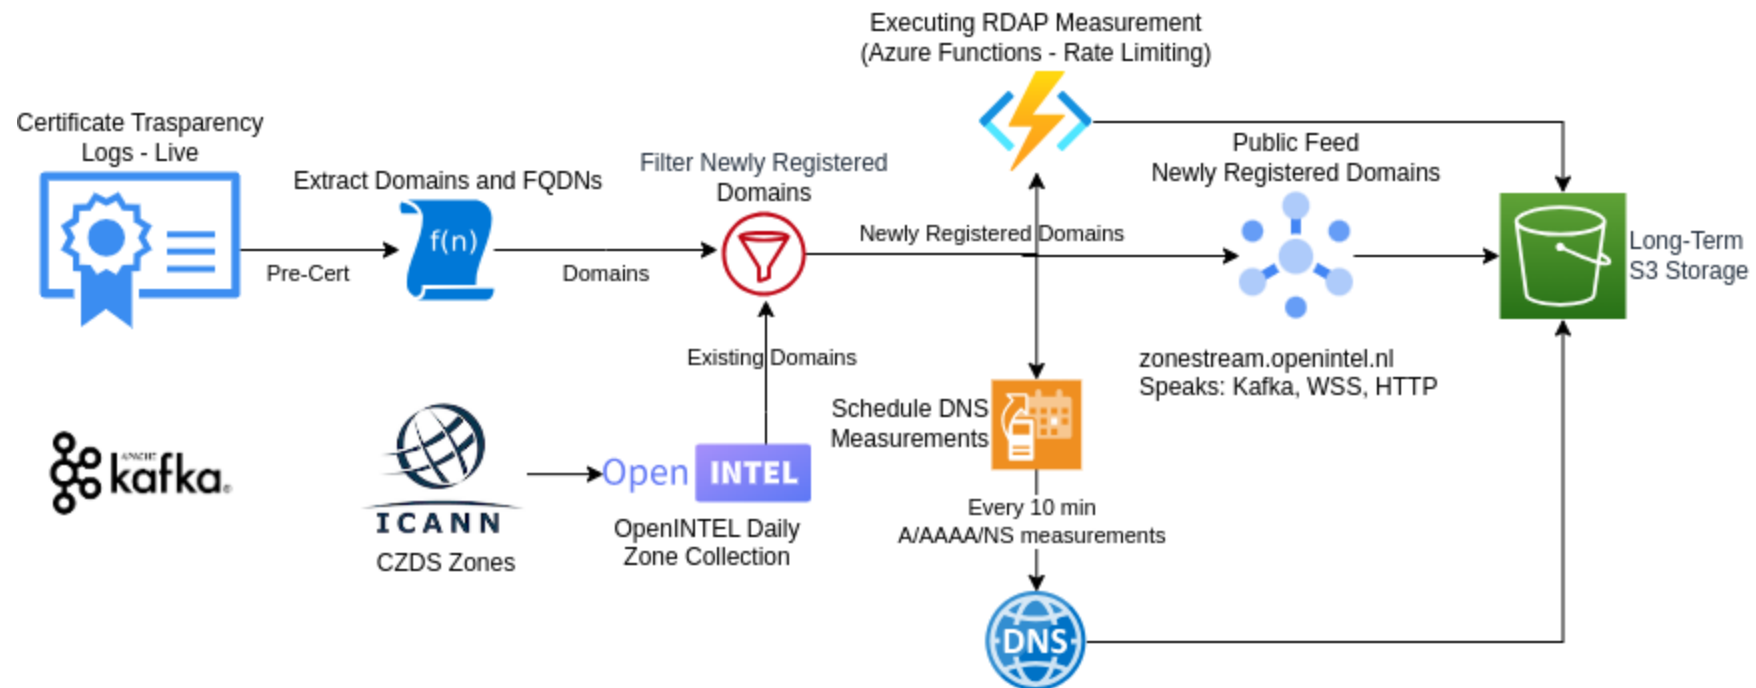 Executing RDAP Measurement
(Azure Functions - Rate Limiting)
Certificate Trasparency
Logs - Live
Extract Domains and FQDNs
Filter Newly Registered
Domains
Public Feed
Newly Registered Domains
f(n)
Pre-Cert
Domains
Newly Registered Domains
Long-Term
S3 Storage
Existing Domains
zonestream.openintel.nl
Speaks: Kafka, WSS, HTTP
Schedule DNS
Measurements
APACHE
kafka®
ICANN
CZDS Zones
Open INTEL
OpenINTEL Daily
Zone Collection
Every 10 min
A/AAAA/NS measurements
DNS